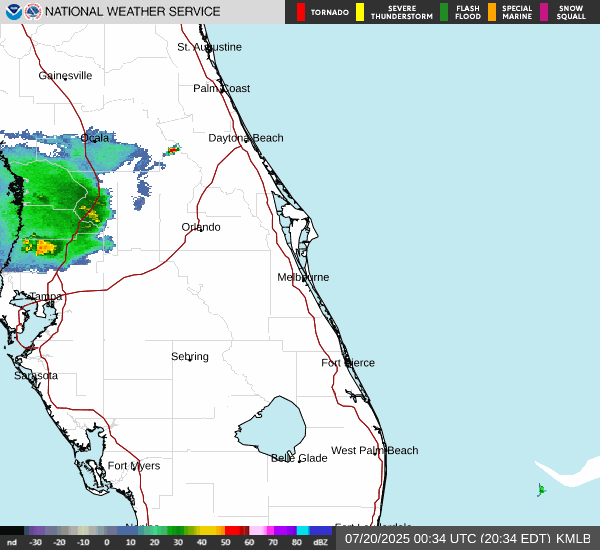 NATIONAL WEATHER SERVICE
TORNADO
SEVERE THUNDERSTORM
FLASH FLOOD
SPECIAL MARINE
SNOW SQUALL
St. Augustine
Gainesville
Palm Coast
Ocala
Daytona Beach
Orlando
Melbourne
Tampa
Sebring
Fort Pierce
Sarasota
West Palm Beach
Belle Glade
Fort Myers
nd -30 -20 -10 0 10 20 30 40 50 60 70 80 dBZ
07/20/2025 00:34 UTC (20:34 EDT) KMLB